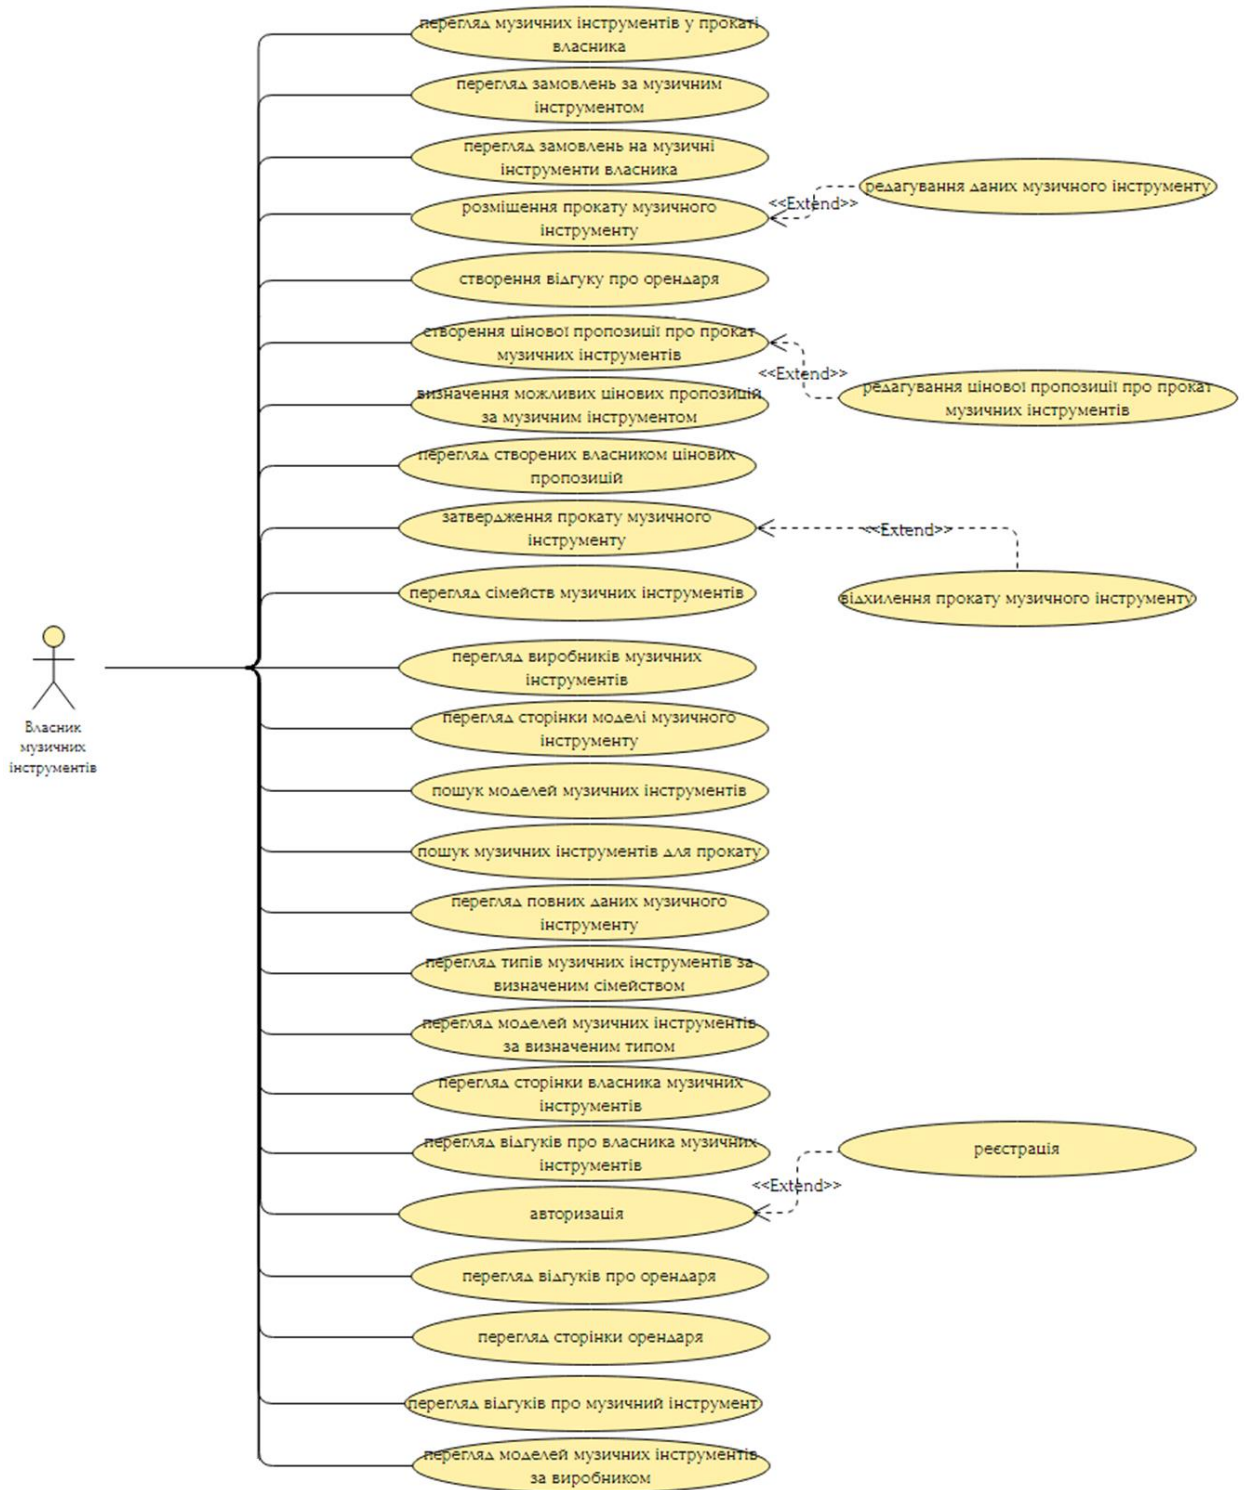 перегляд музичних інструментів у прокаті
власника
перегляд замовлень за музичним
інструментом
перегляд замовлень на музичні
інструменти власника
розміщення прокату музичного
інструменту
<<Extend>>
редагування даних музичного інструменту
створення відгуку про орендаря
створення цінової пропозиції про прокат
музичних інструментів
<<Extend>>
редагування цінової пропозиції про прокат
музичних інструментів
визначення можливих цінових пропозицій
за музичним інструментом
перегляд створених власником цінових
пропозицій
затвердження прокату музичного
інструменту
<<Extend>>
відхилення прокату музичного інструменту
перегляд сімейств музичних інструментів
Власник
музичних
інструментів
перегляд виробників музичних
інструментів
перегляд сторінки моделі музичного
інструменту
пошук моделей музичних інструментів
пошук музичних інструментів для прокату
перегляд повних даних музичного
інструменту
перегляд типів музичних інструментів за
визначеним сімейством
перегляд моделей музичних інструментів
за визначеним типом
перегляд сторінки власника музичних
інструментів
перегляд відгуків про власника музичних
інструментів
авторизація
<<Extend>>
реєстрація
перегляд відгуків про орендаря
перегляд сторінки орендаря
перегляд відгуків про музичний інструмент
перегляд моделей музичних інструментів
за виробником